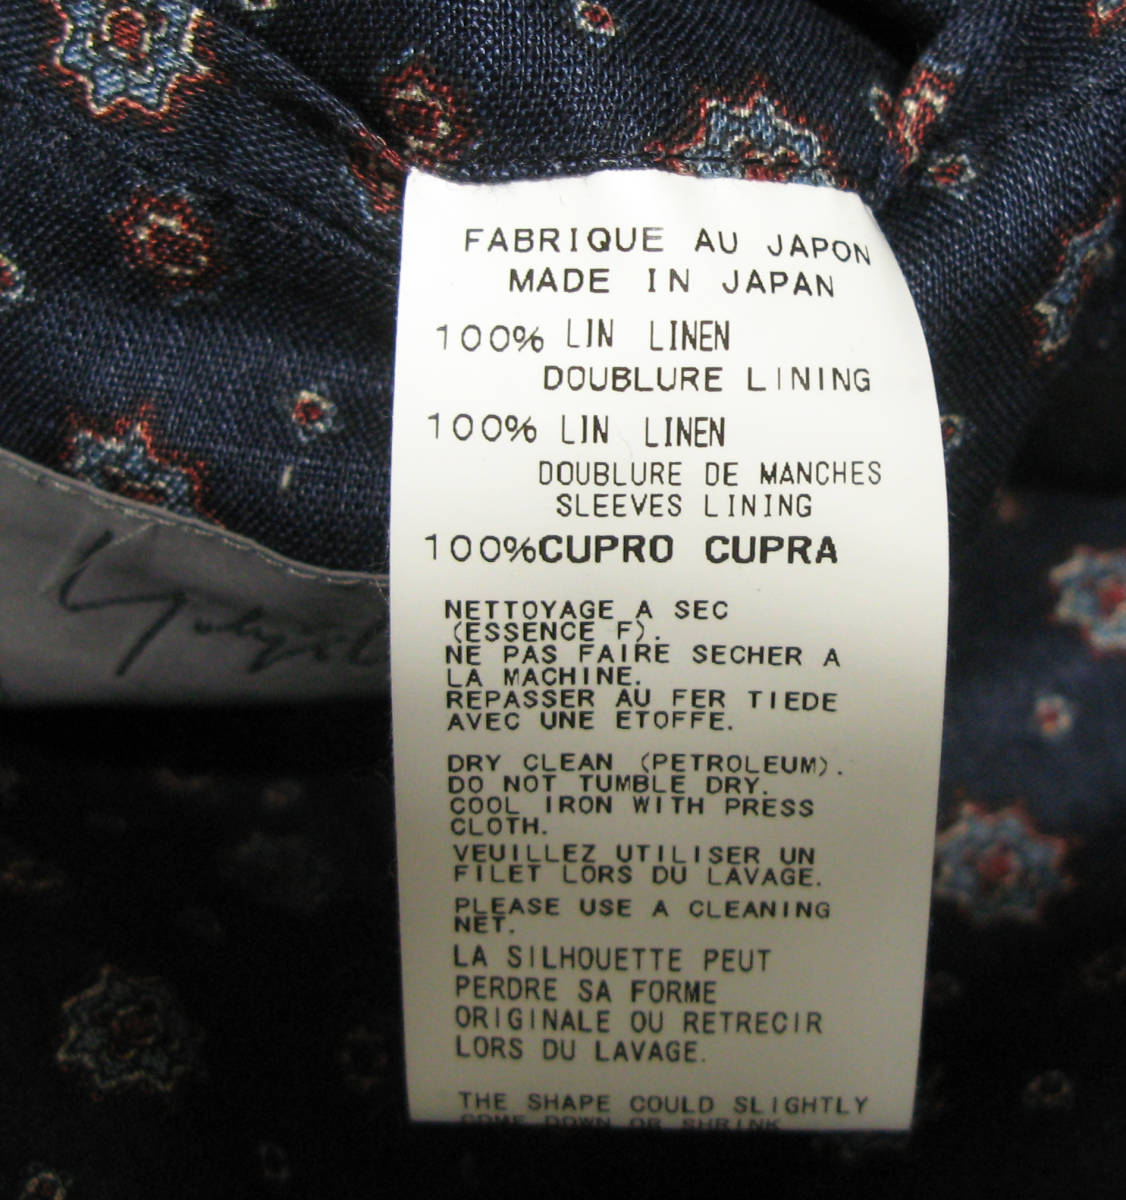 FABRIQUE AU JAPON
MADE IN JAPAN
100% LIN LINEN
DOUBLURE LINING
100% LIN LINEN
DOUBLURE DE MANCHES
SLEEVES LINING
100%CUPRO CUPRA
NETTOYAGE A SEC
(ESSENCE F).
NE PAS FAIRE SECHER A
LA MACHINE.
REPASSER AU FER TIEDE
AVEC UNE ETOFFE.
DRY CLEAN (PETROLEUM).
DO NOT TUMBLE DRY.
COOL IRON WITH PRESS
CLOTH.
VEUILLEZ UTILISER UN
FILET LORS DU LAVAGE.
PLEASE USE A CLEANING
NET.
LA SILHOUETTE PEUT
PERDRE SA FORME
ORIGINALE OU RETRECIR
LORS DU LAVAGE.
THE SHAPE COULD SLIGHTLY
COME DOWN OR SHRINK